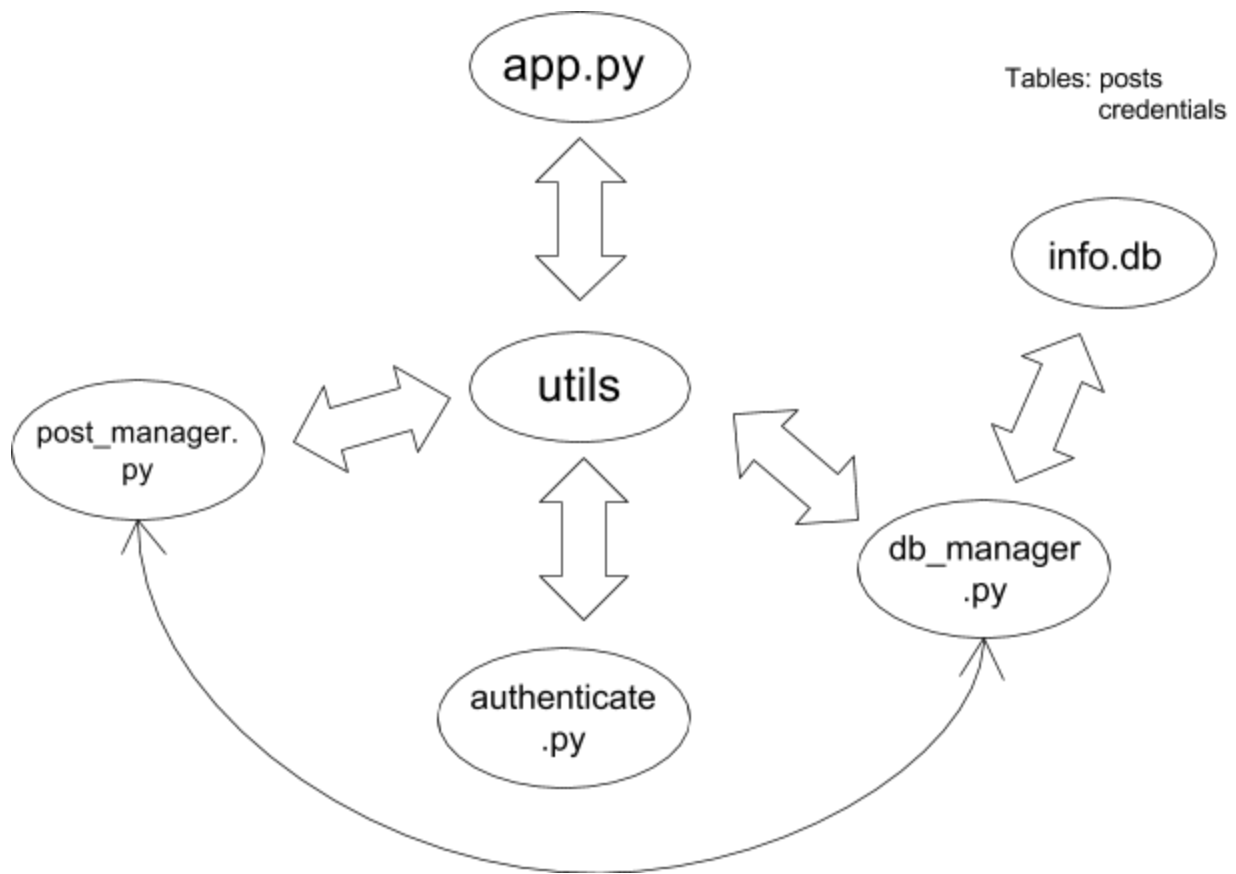 app.py
Tables: posts
credentials
info.db
utils
post_manager.
py
db_manager
.py
authenticate
.py